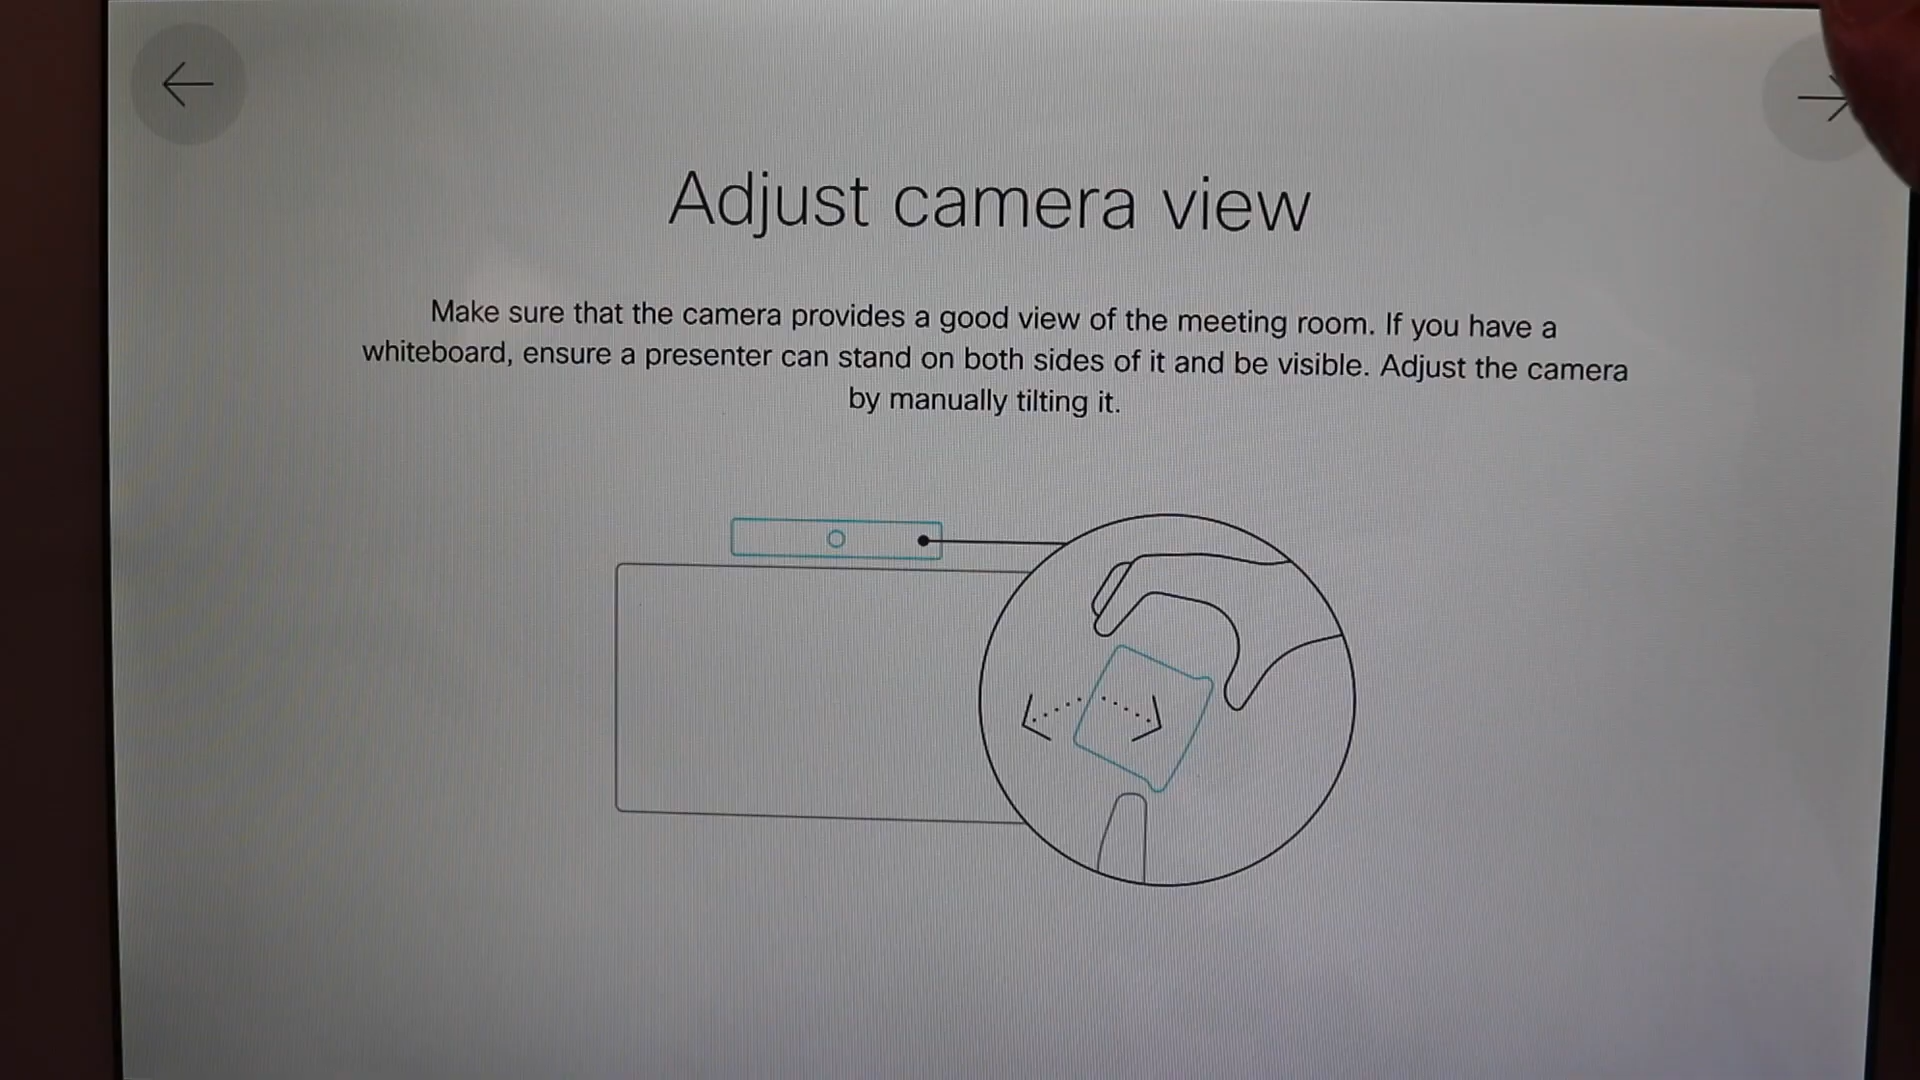 Adjust camera view
Make sure that the camera provides a good view of the meeting room. If you have a
whiteboard, ensure a presenter can stand on both sides of it and be visible. Adjust the camera
by manually tilting it.